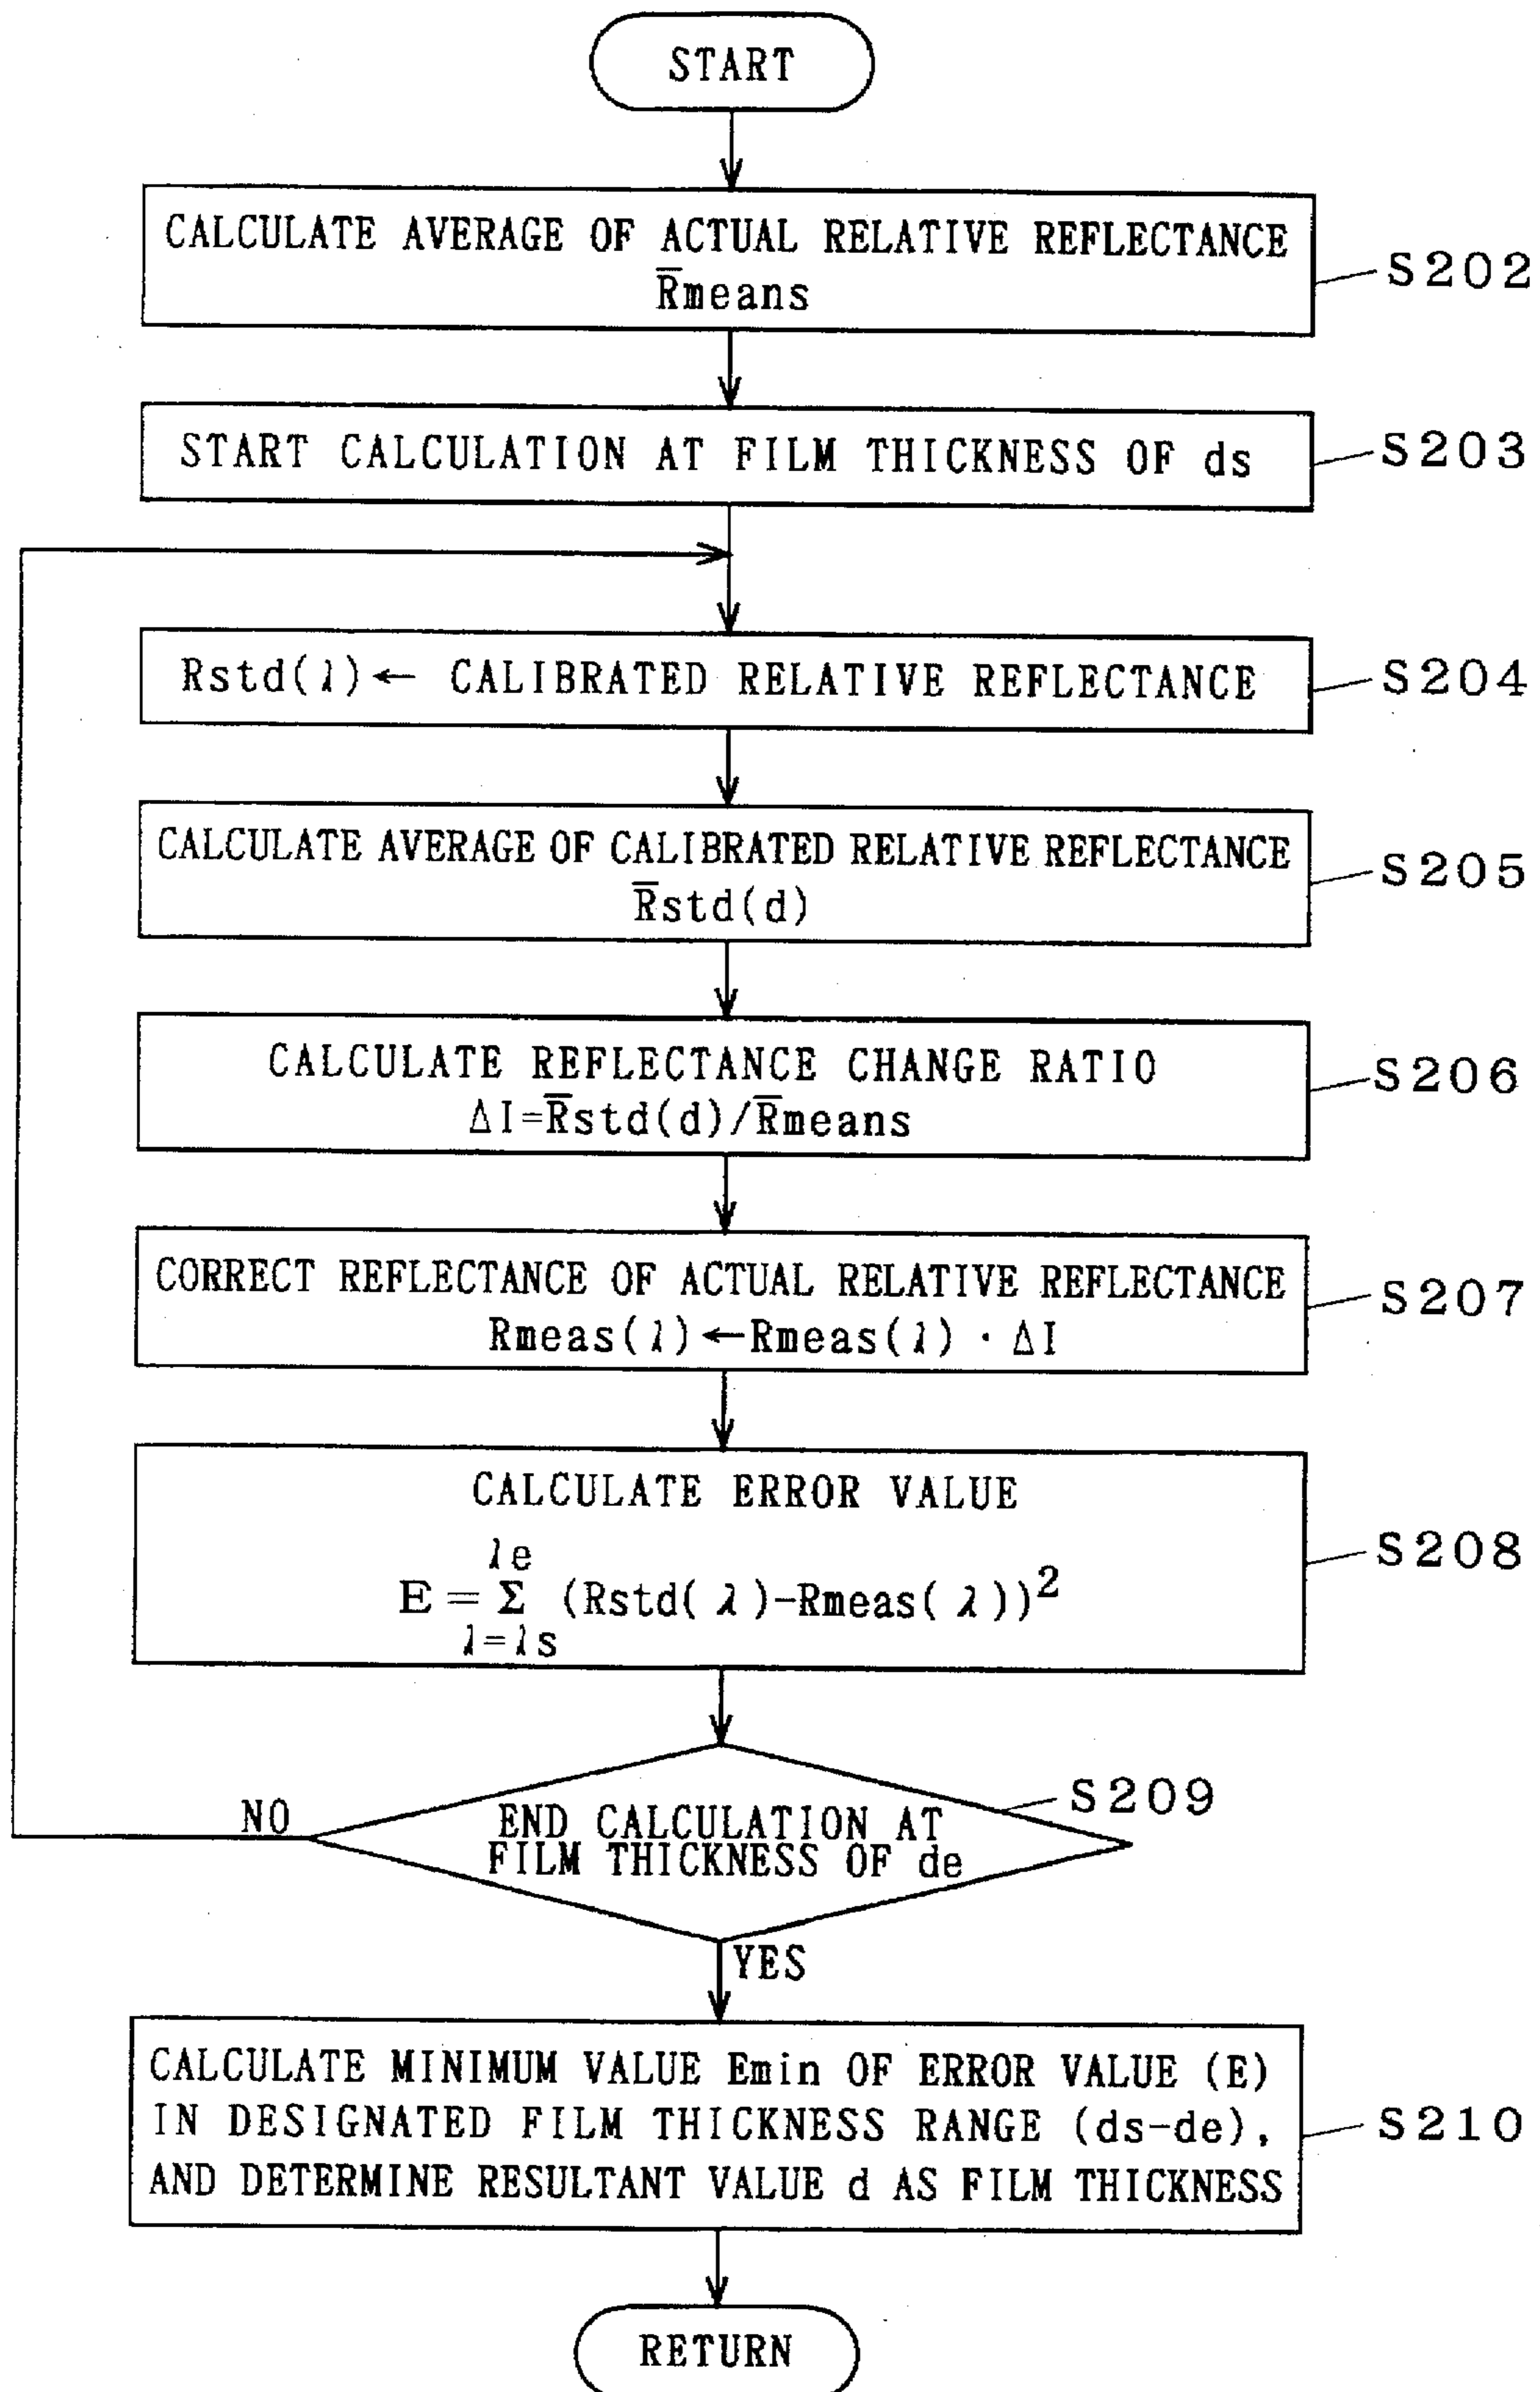 START
CALCULATE AVERAGE OF ACTUAL RELATIVE REFLECTANCE
R̅means
S202
START CALCULATION AT FILM THICKNESS OF ds
S203
Rstd(λ)← CALIBRATED RELATIVE REFLECTANCE
S204
CALCULATE AVERAGE OF CALIBRATED RELATIVE REFLECTANCE
R̅std(d)
S205
CALCULATE REFLECTANCE CHANGE RATIO
ΔI=R̅std(d)/R̅means
S206
CORRECT REFLECTANCE OF ACTUAL RELATIVE REFLECTANCE
Rmeas(λ)←Rmeas(λ)・ΔI
S207
CALCULATE ERROR VALUE
λe
E=Σ(Rstd(λ)-Rmeas(λ))²
λ=λs
S208
END CALCULATION AT
FILM THICKNESS OF de
S209
NO
YES
CALCULATE MINIMUM VALUE Emin OF ERROR VALUE (E)
IN DESIGNATED FILM THICKNESS RANGE (ds-de),
AND DETERMINE RESULTANT VALUE d AS FILM THICKNESS
S210
RETURN